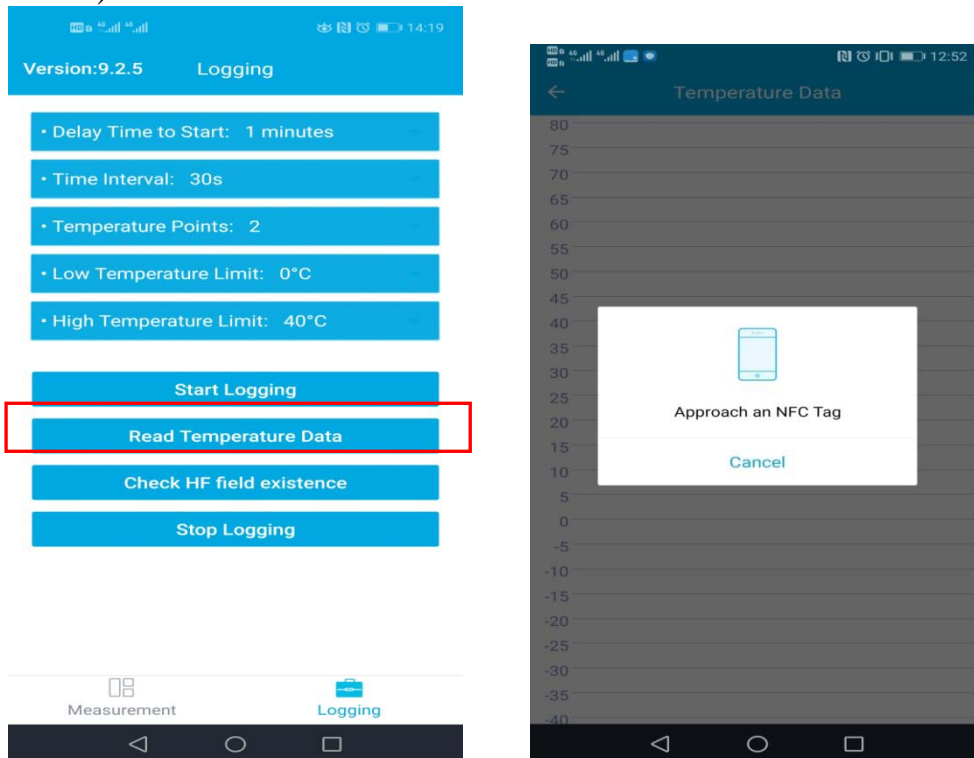 14:19
Version:9.2.5 Logging
• Delay Time to Start: 1 minutes
• Time Interval: 30s
• Temperature Points: 2
• Low Temperature Limit: 0°C
• High Temperature Limit: 40°C
Start Logging
Read Temperature Data
Check HF field existence
Stop Logging
Measurement Logging
12:52
Temperature Data
80
75
70
65
60
55
50
45
40
35
30
25
20
15
10
5
0
-5
-10
-15
-20
-25
-30
-35
-40
Approach an NFC Tag
Cancel